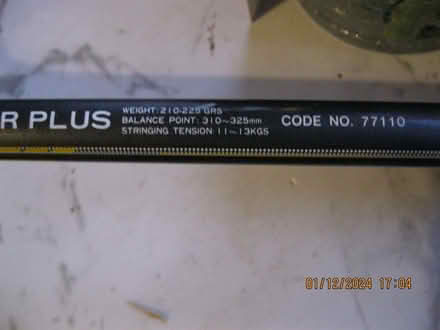 R PLUS
WEIGHT: 210-225 GRS
BALANCE POINT: 310~325mm
STRINGING TENSION: 11~13KGS
CODE NO. 77110
01/12/2024 17:04